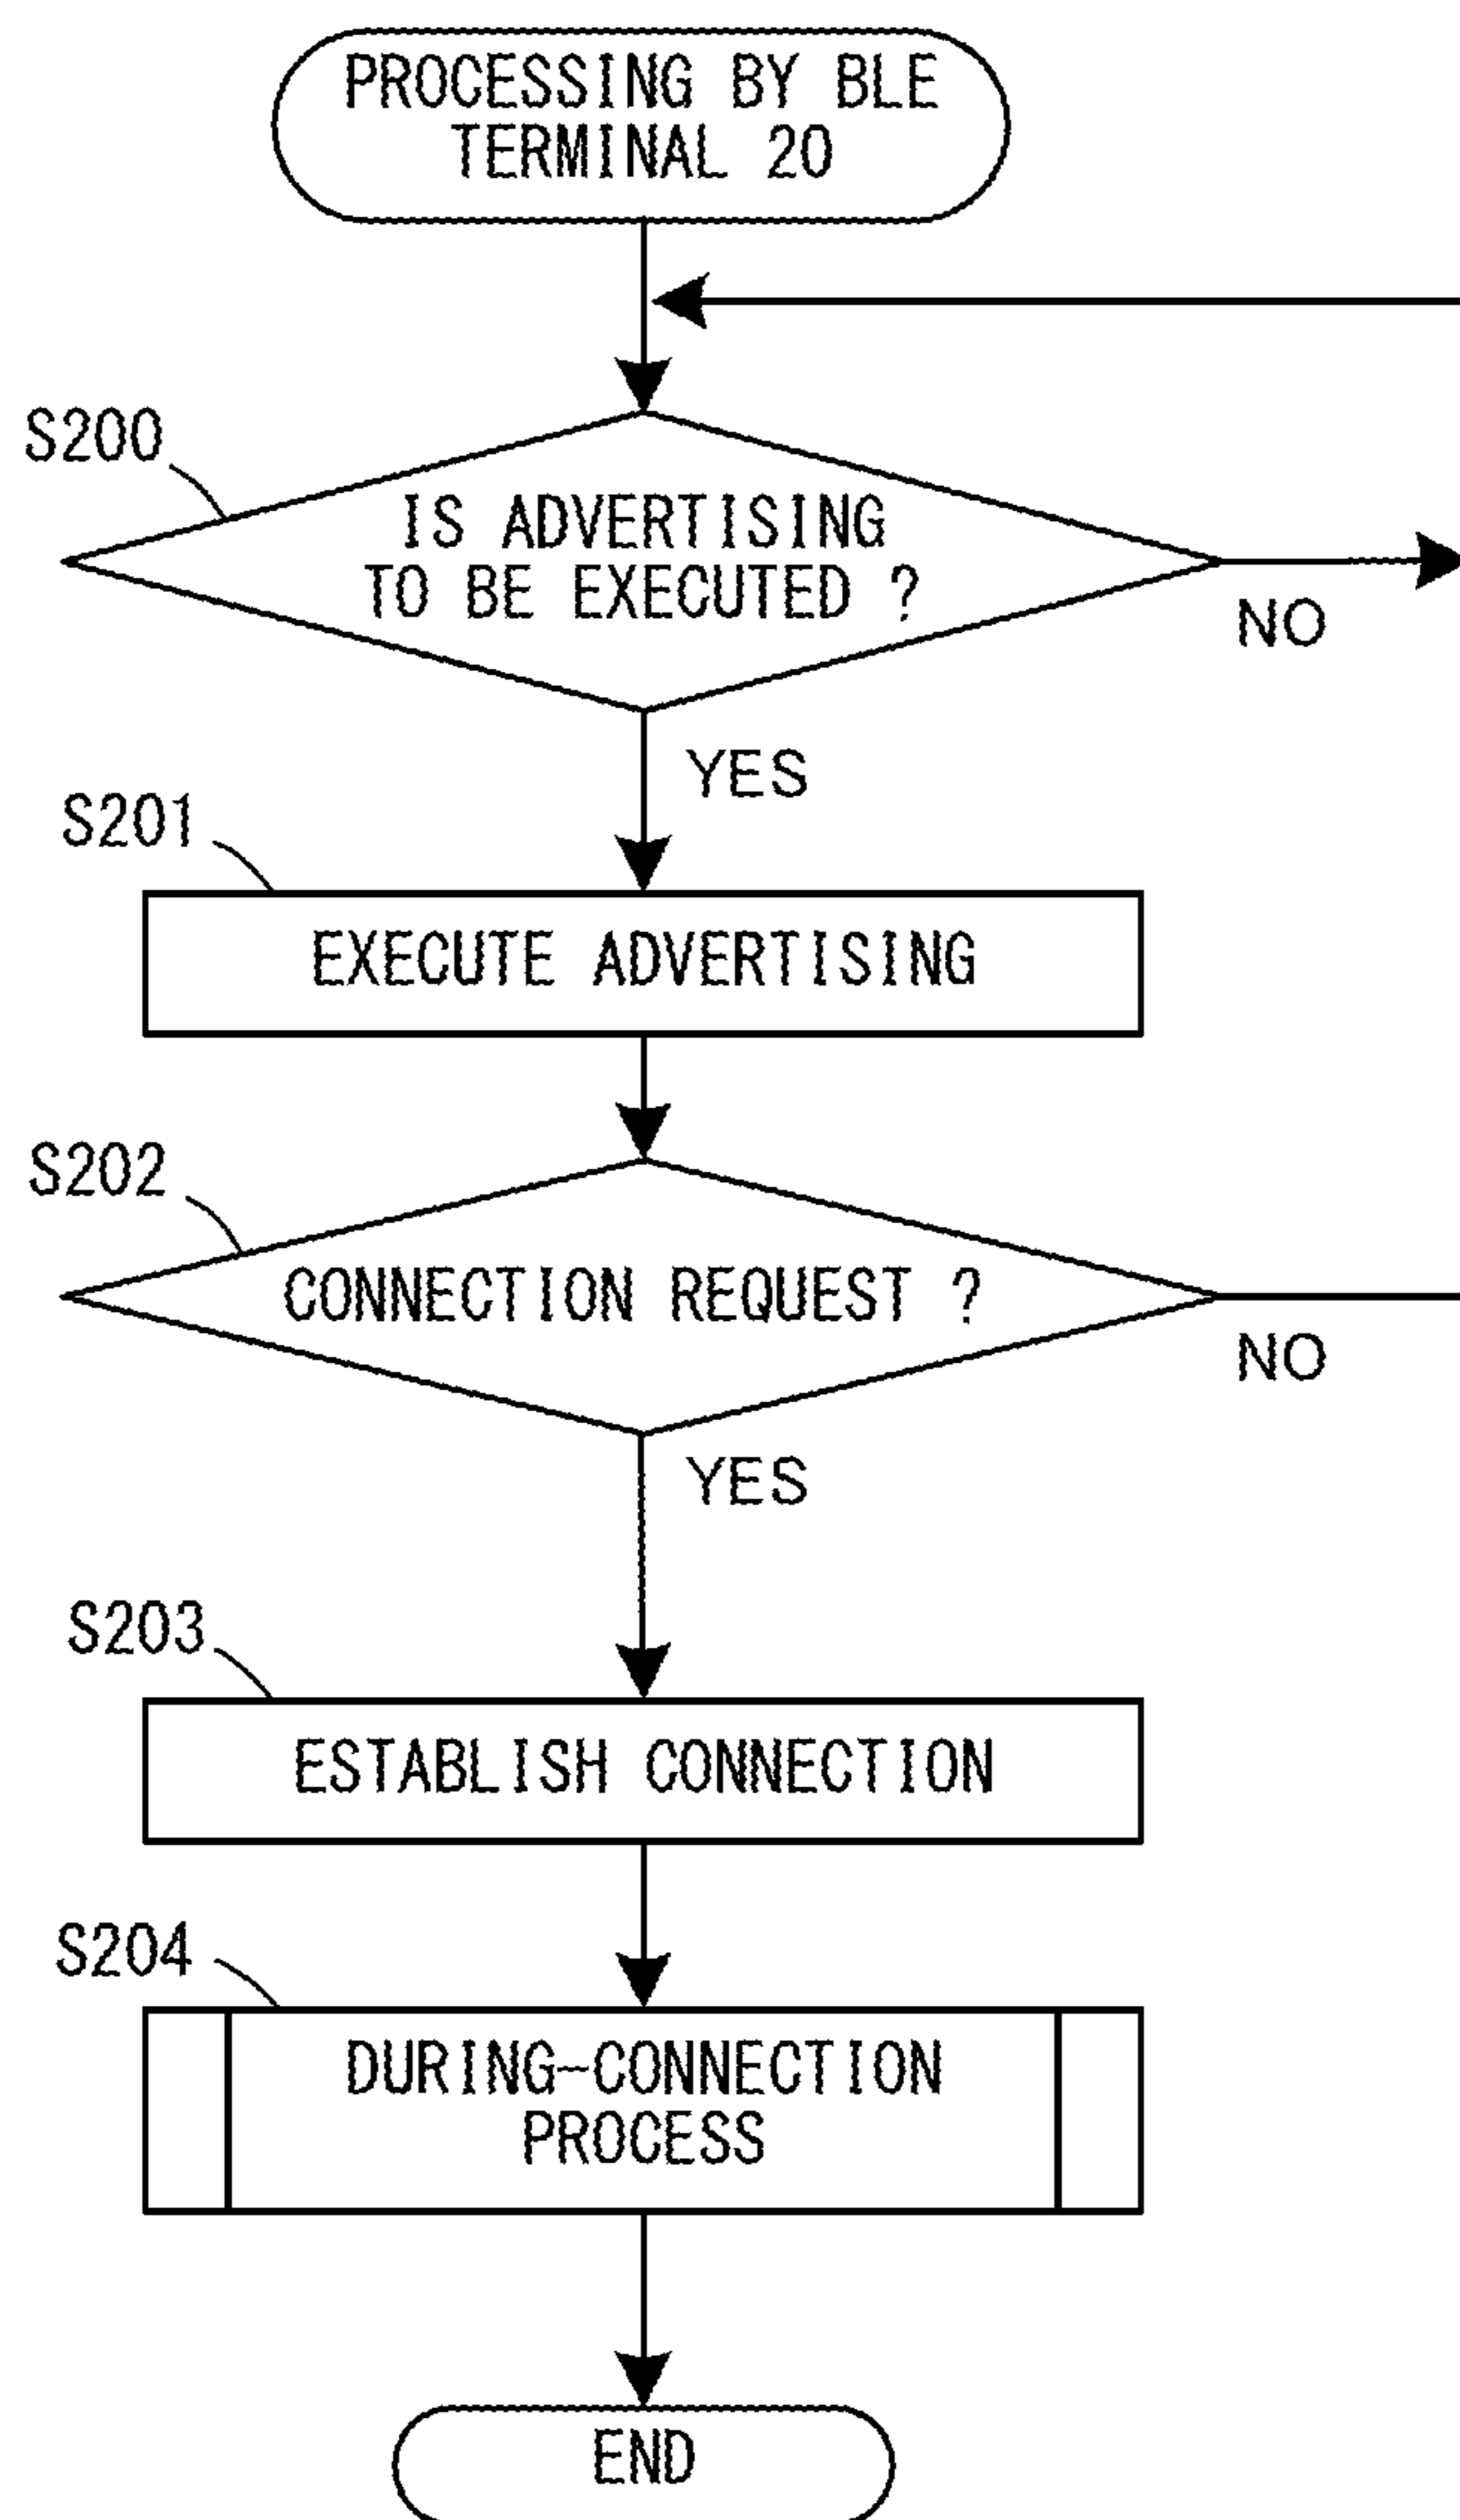 PROCESSING BY BLE
TERMINAL 20
S200
IS ADVERTISING
TO BE EXECUTED ?
NO
YES
S201
EXECUTE ADVERTISING
S202
CONNECTION REQUEST ?
NO
YES
S203
ESTABLISH CONNECTION
S204
DURING-CONNECTION
PROCESS
END